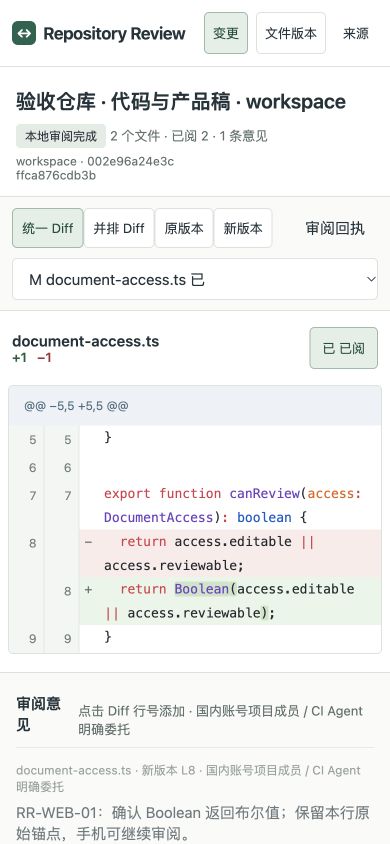 Repository Review 变更 文件版本 来源
验收仓库 · 代码与产品稿 · workspace
本地审阅完成 2 个文件 · 已阅 2 · 1 条意见
workspace · 002e96a24e3c
ffca876cdb3b
统一 Diff 并排 Diff 原版本 新版本 审阅回执
M document-access.ts 已
document-access.ts
+1 −1
已 已阅
@@ −5,5 +5,5 @@
5 5 }
6 6
7 7 export function canReview(access:
DocumentAccess): boolean {
8 − return access.editable ||
access.reviewable;
8 + return Boolean(access.editable
|| access.reviewable);
9 9 }
审阅意见 点击 Diff 行号添加 · 国内账号项目成员 / CI Agent
明确委托
document-access.ts · 新版本 L8 · 国内账号项目成员 / CI Agent
明确委托
RR-WEB-01：确认 Boolean 返回布尔值；保留本行原
始锚点，手机可继续审阅。